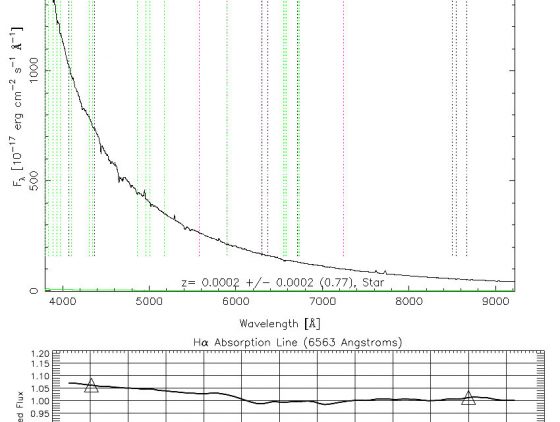 F_λ [10⁻¹⁷ erg cm⁻² s⁻¹ Å⁻¹]
1000
500
0
z= 0.0002 +/− 0.0002 (0.77), Star
4000 5000 6000 7000 8000 9000
Wavelength [Å]
Hα Absorption Line (6563 Angstroms)
1.20
1.15
1.10
1.05
1.00
0.95
Flux